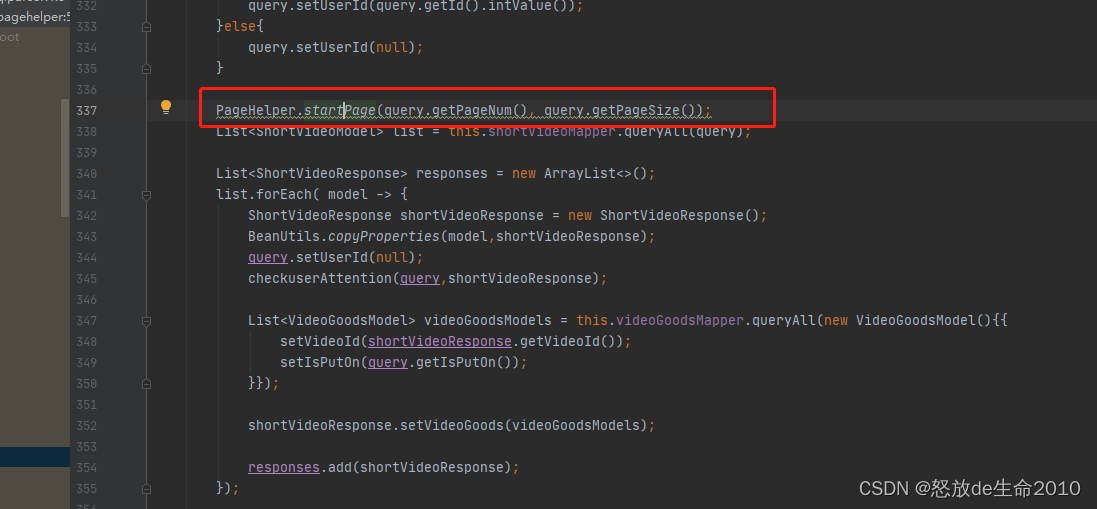 332 query.setUserId(query.getId().intValue());
pagehelper:5
333 }else{
oot
334 query.setUserId(null);
335 }
336
337 PageHelper.startPage(query.getPageNum(), query.getPageSize());
338 List<ShortVideoModel> list = this.shortVideoMapper.queryAll(query);
339
340 List<ShortVideoResponse> responses = new ArrayList<>();
341 list.forEach( model -> {
342 ShortVideoResponse shortVideoResponse = new ShortVideoResponse();
343 BeanUtils.copyProperties(model,shortVideoResponse);
344 query.setUserId(null);
345 checkuserAttention(query,shortVideoResponse);
346
347 List<VideoGoodsModel> videoGoodsModels = this.videoGoodsMapper.queryAll(new VideoGoodsModel(){{
348 setVideoId(shortVideoResponse.getVideoId());
349 setIsPutOn(query.getIsPutOn());
350 }});
351
352 shortVideoResponse.setVideoGoods(videoGoodsModels);
353
354 responses.add(shortVideoResponse);
355 });
CSDN @怒放de生命2010